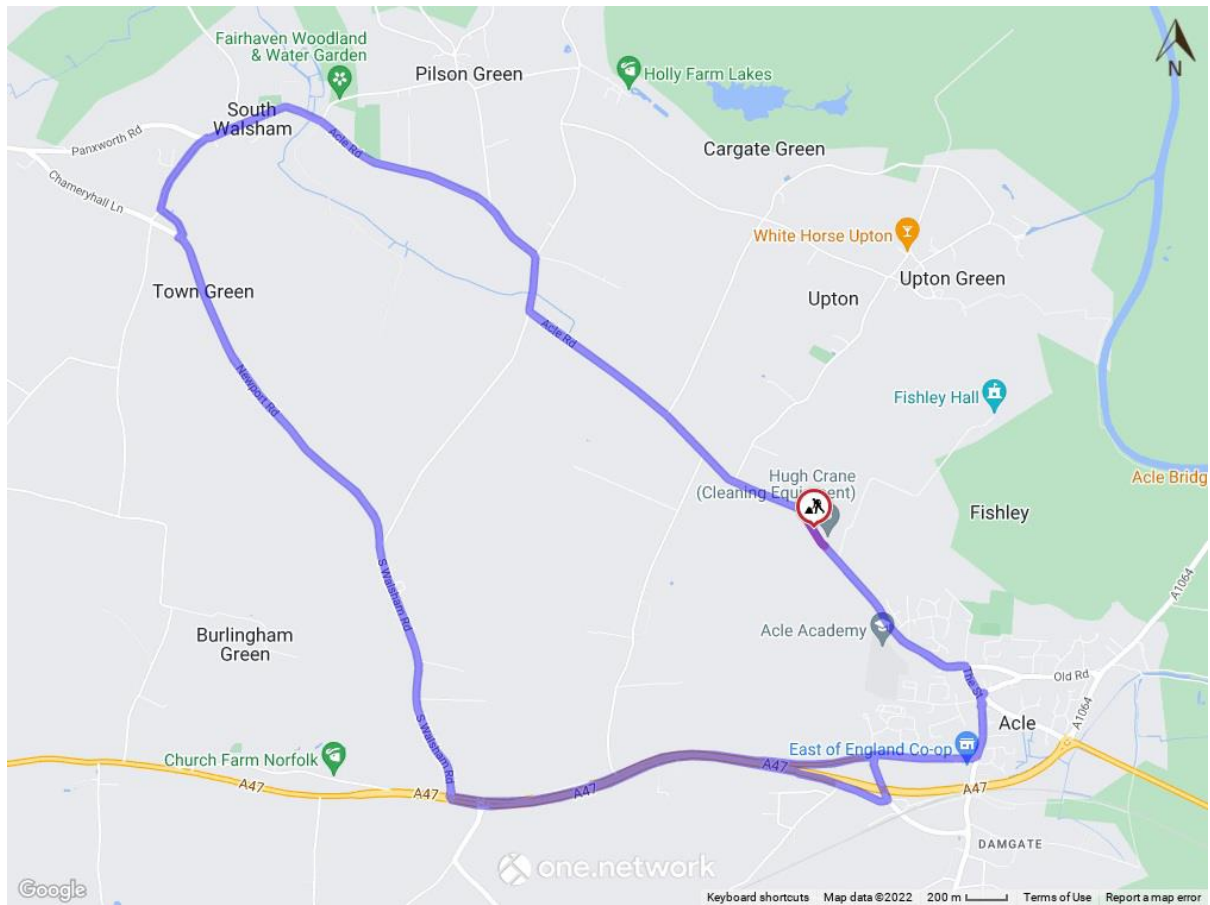 Fairhaven Woodland
& Water Garden
Pilson Green
Holly Farm Lakes
N
South
Walsham
Panxworth Rd
Acle Rd
Cargate Green
Chameryhall Ln
White Horse Upton
Upton Green
Town Green
Upton
Acle Rd
Newport Rd
Fishley Hall
Hugh Crane
(Cleaning Equipment)
Acle Bridg
Fishley
S Walsham Rd
A1064
Acle Academy
Burlingham
Green
The St
Old Rd
Acle
A1064
S Walsham Rd
East of England Co-op
Church Farm Norfolk
A47
A47
A47
A47
A47
DAMGATE
one.network
Google
Keyboard shortcuts Map data ©2022 200 m Terms of Use Report a map error